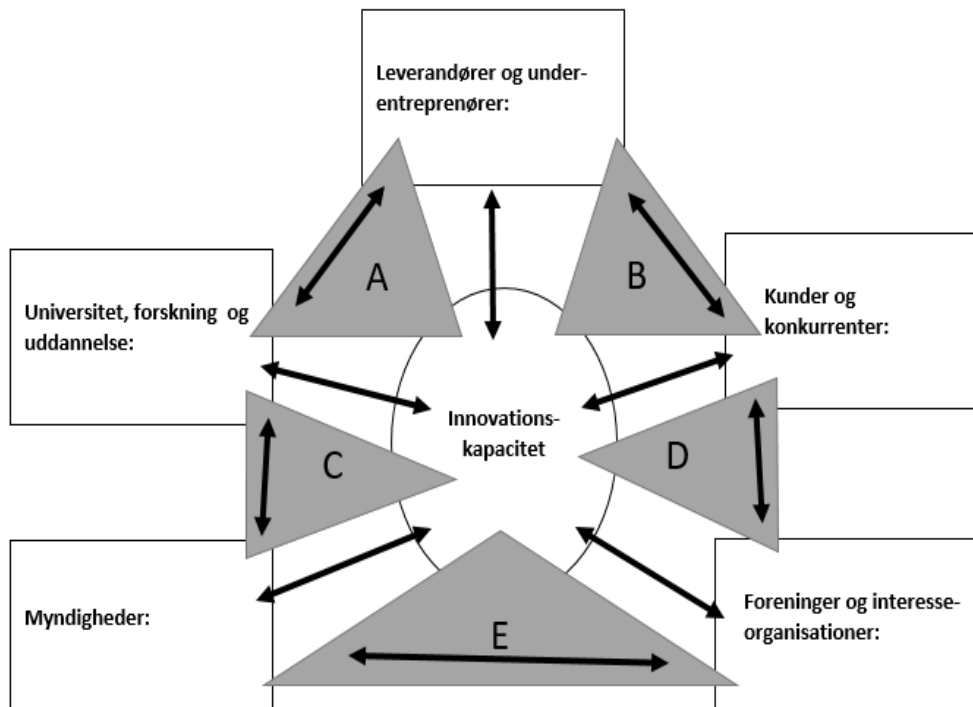 Leverandører og under-
entreprenører:
A
B
Universitet, forskning og
uddannelse:
Kunder og
konkurrenter:
Innovations-
kapacitet
C
D
Myndigheder:
E
Foreninger og interesse-
organisationer: